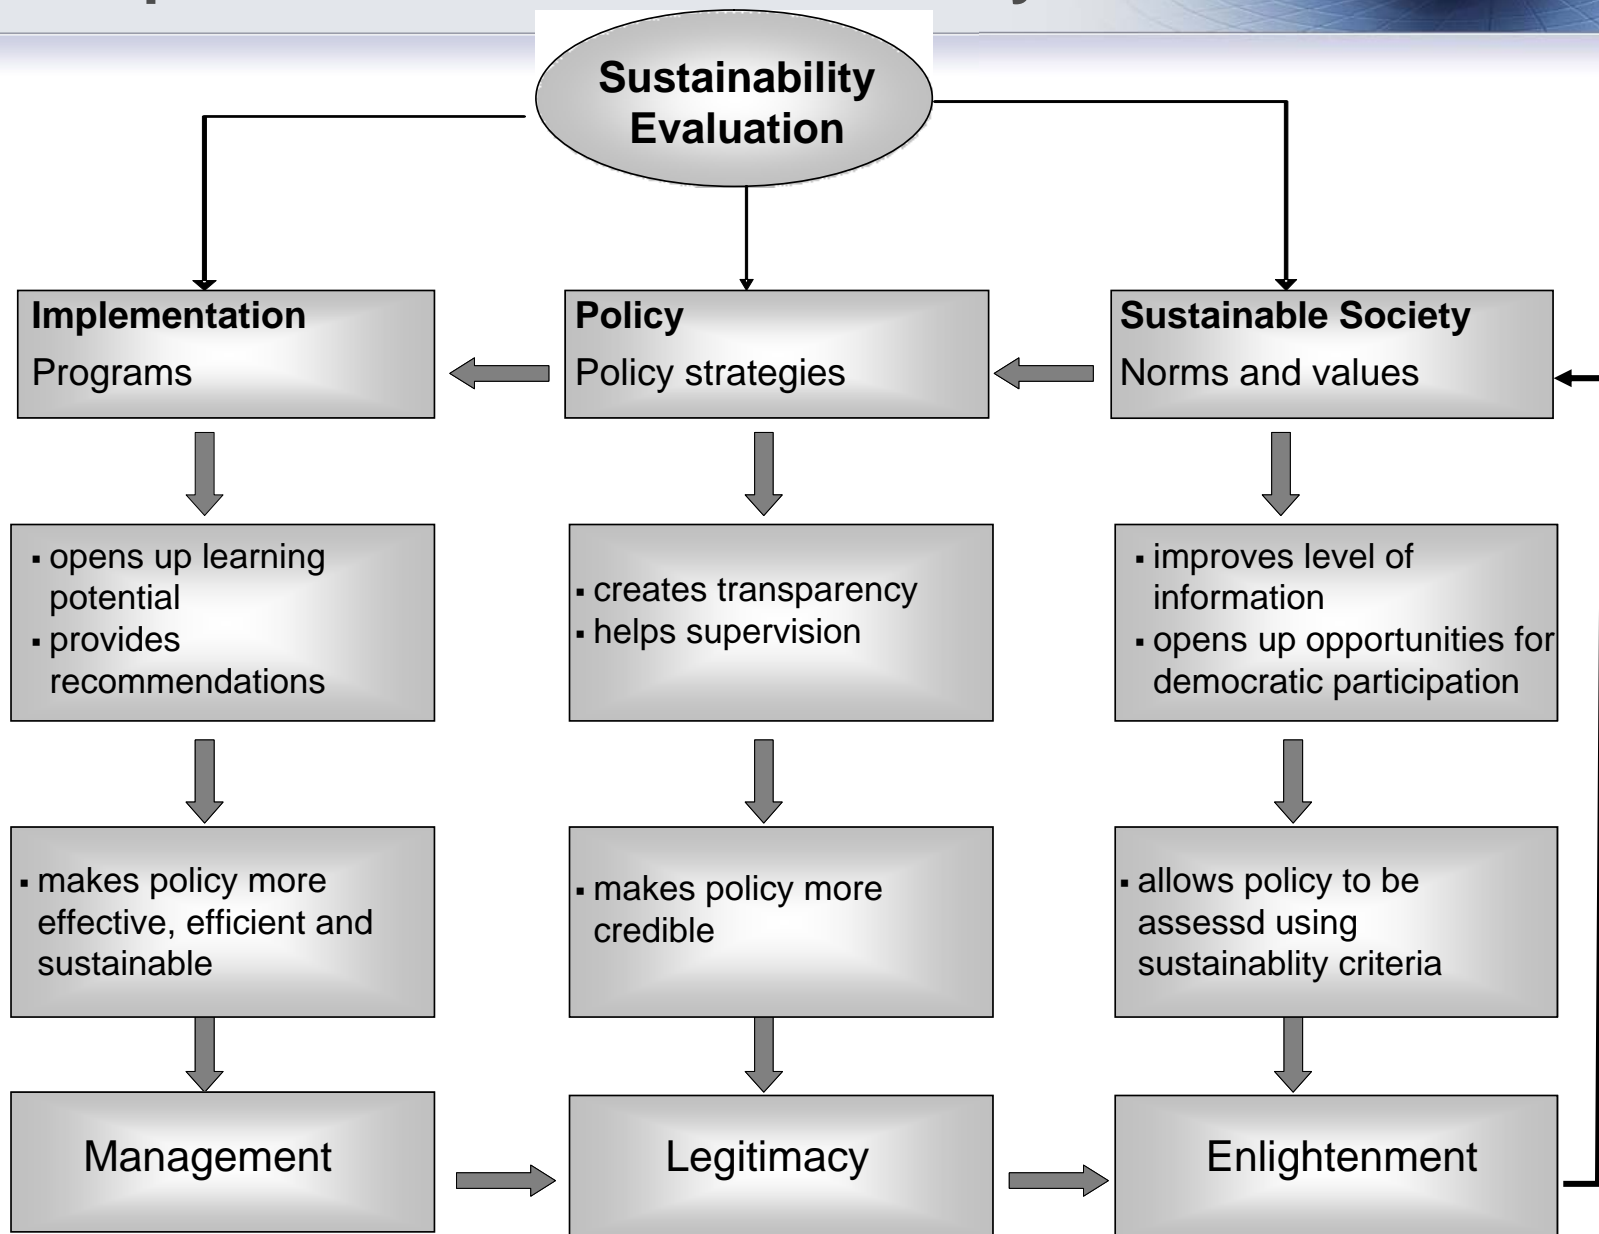 Sustainability
Evaluation
Implementation
Programs
Policy
Policy strategies
Sustainable Society
Norms and values
▪ opens up learning
potential
▪ provides
recommendations
▪ creates transparency
▪ helps supervision
▪ improves level of
information
▪ opens up opportunities for
democratic participation
▪ makes policy more
effective, efficient and
sustainable
▪ makes policy more
credible
▪ allows policy to be
assessd using
sustainablity criteria
Management
Legitimacy
Enlightenment